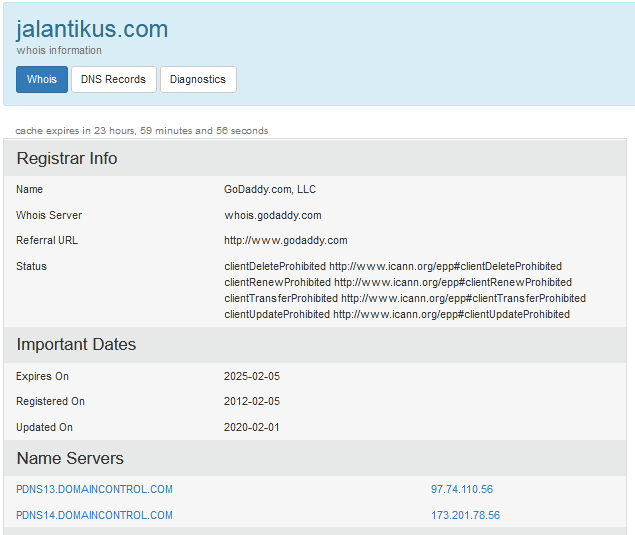 jalantikus.com
whois information
Whois DNS Records Diagnostics
cache expires in 23 hours, 59 minutes and 56 seconds
Registrar Info
Name GoDaddy.com, LLC
Whois Server whois.godaddy.com
Referral URL http://www.godaddy.com
Status clientDeleteProhibited http://www.icann.org/epp#clientDeleteProhibited
clientRenewProhibited http://www.icann.org/epp#clientRenewProhibited
clientTransferProhibited http://www.icann.org/epp#clientTransferProhibited
clientUpdateProhibited http://www.icann.org/epp#clientUpdateProhibited
Important Dates
Expires On 2025-02-05
Registered On 2012-02-05
Updated On 2020-02-01
Name Servers
PDNS13.DOMAINCONTROL.COM 97.74.110.56
PDNS14.DOMAINCONTROL.COM 173.201.78.56